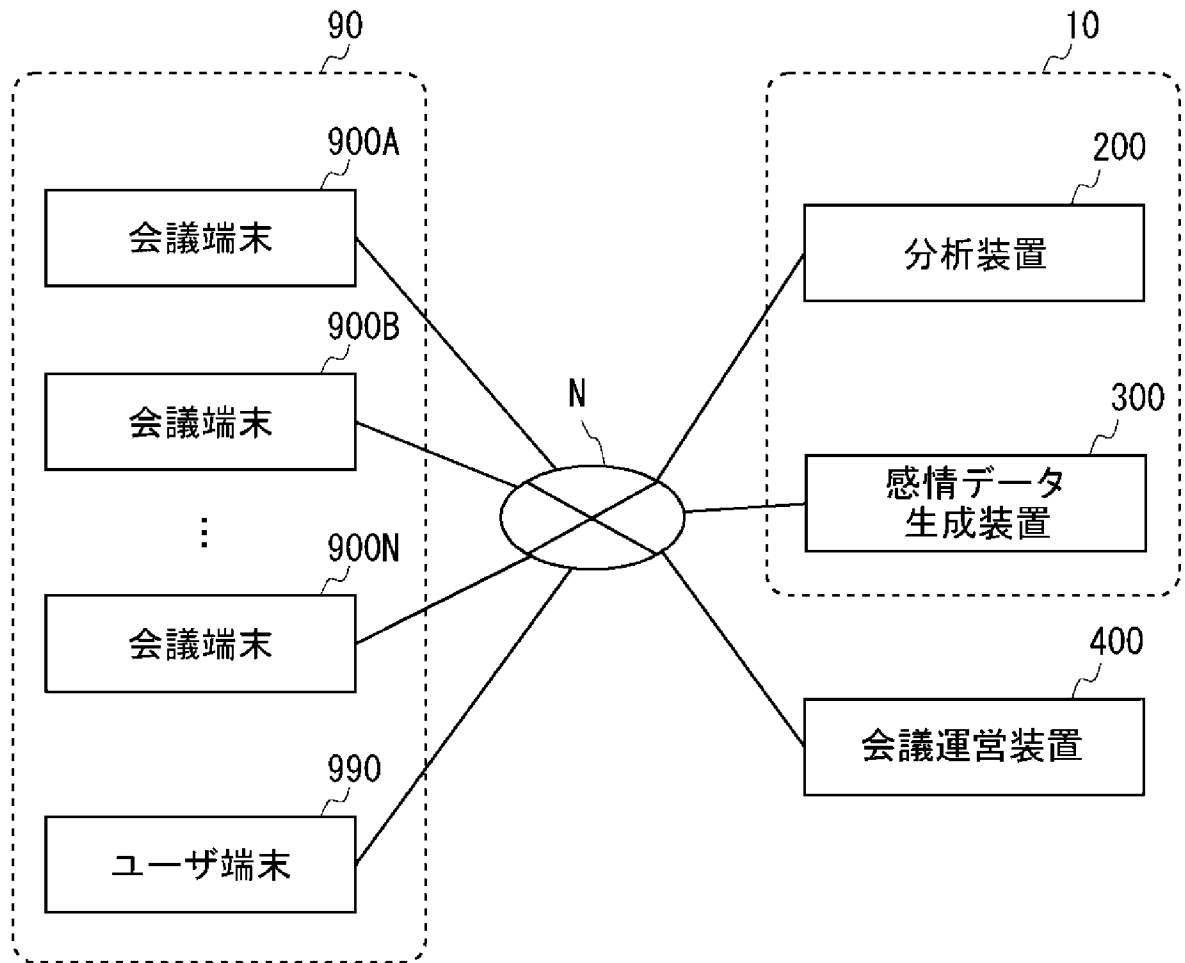 90
10
900A
会議端末
900B
会議端末
⋮
900N
会議端末
990
ユーザ端末
N
200
分析装置
300
感情データ
生成装置
400
会議運営装置